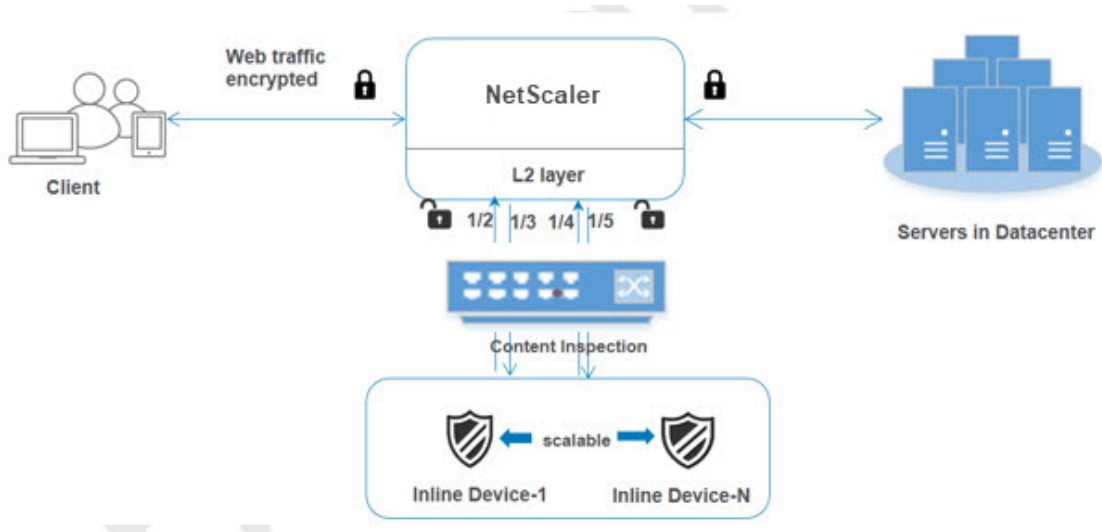 Web traffic
encrypted
NetScaler
L2 layer
Client
1/2 1/3 1/4 1/5
Servers in Datacenter
Content Inspection
scalable
Inline Device-1
Inline Device-N